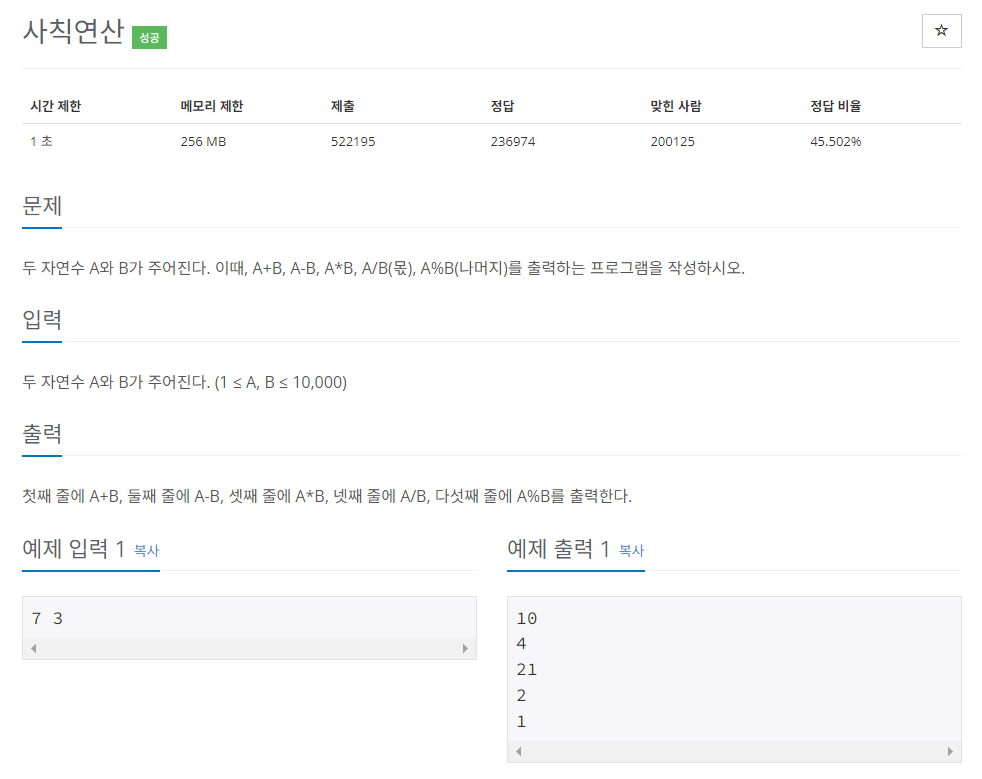 사칙연산 성공
☆
시간 제한 메모리 제한 제출 정답 맞힌 사람 정답 비율
1 초 256 MB 522195 236974 200125 45.502%
문제
두 자연수 A와 B가 주어진다. 이때, A+B, A-B, A*B, A/B(몫), A%B(나머지)를 출력하는 프로그램을 작성하시오.
입력
두 자연수 A와 B가 주어진다. (1 ≤ A, B ≤ 10,000)
출력
첫째 줄에 A+B, 둘째 줄에 A-B, 셋째 줄에 A*B, 넷째 줄에 A/B, 다섯째 줄에 A%B를 출력한다.
예제 입력 1 복사
7 3
예제 출력 1 복사
10
4
21
2
1